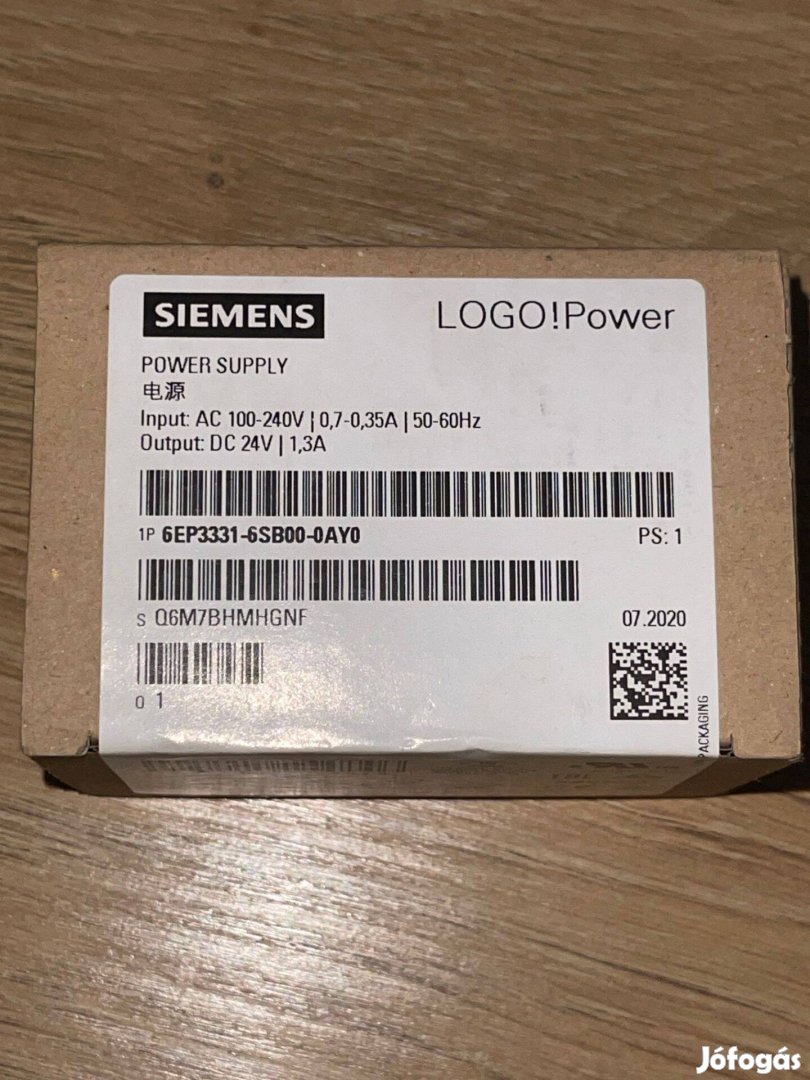 SIEMENS
LOGO!Power
POWER SUPPLY
电源
Input: AC 100-240V | 0,7-0,35A | 50-60Hz
Output: DC 24V | 1,3A
1P 6EP3331-6SB00-0AY0
PS: 1
S Q6M7BHMHGNF
07.2020
Q 1
PACKAGING
Jófogás